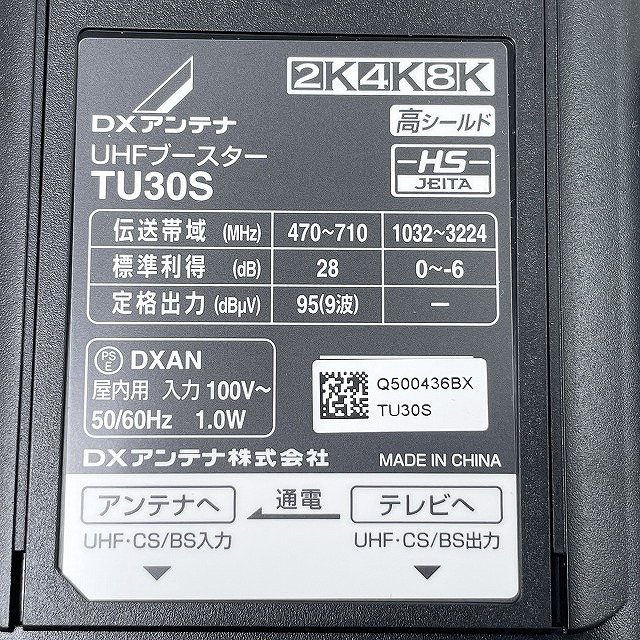 2K4K8K
DXアンテナ
高シールド
UHFブースター
TU30S
HS
JEITA
伝送帯域 (MHz) 470~710 1032~3224
標準利得 (dB) 28 0~-6
定格出力 (dBµV) 95(9波) —
PSE DXAN
屋内用 入力 100V~
50/60Hz 1.0W
Q500436BX
TU30S
DXアンテナ株式会社 MADE IN CHINA
アンテナへ 通電 テレビへ
UHF·CS/BS入力 UHF·CS/BS出力